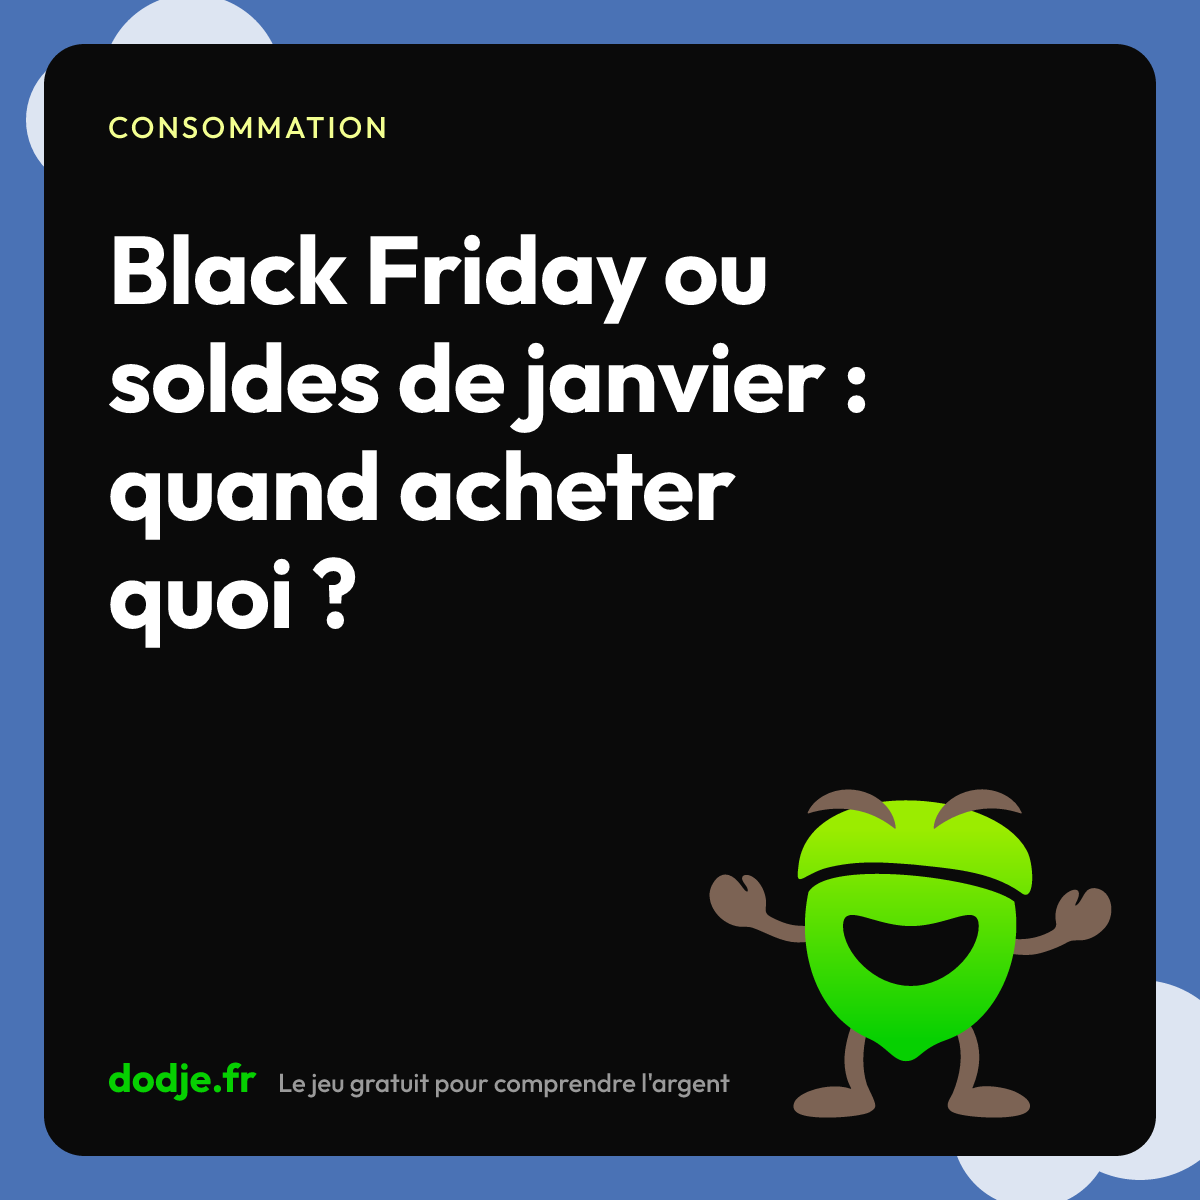 CONSOMMATION
Black Friday ou
soldes de janvier :
quand acheter
quoi ?
dodje.fr Le jeu gratuit pour comprendre l'argent